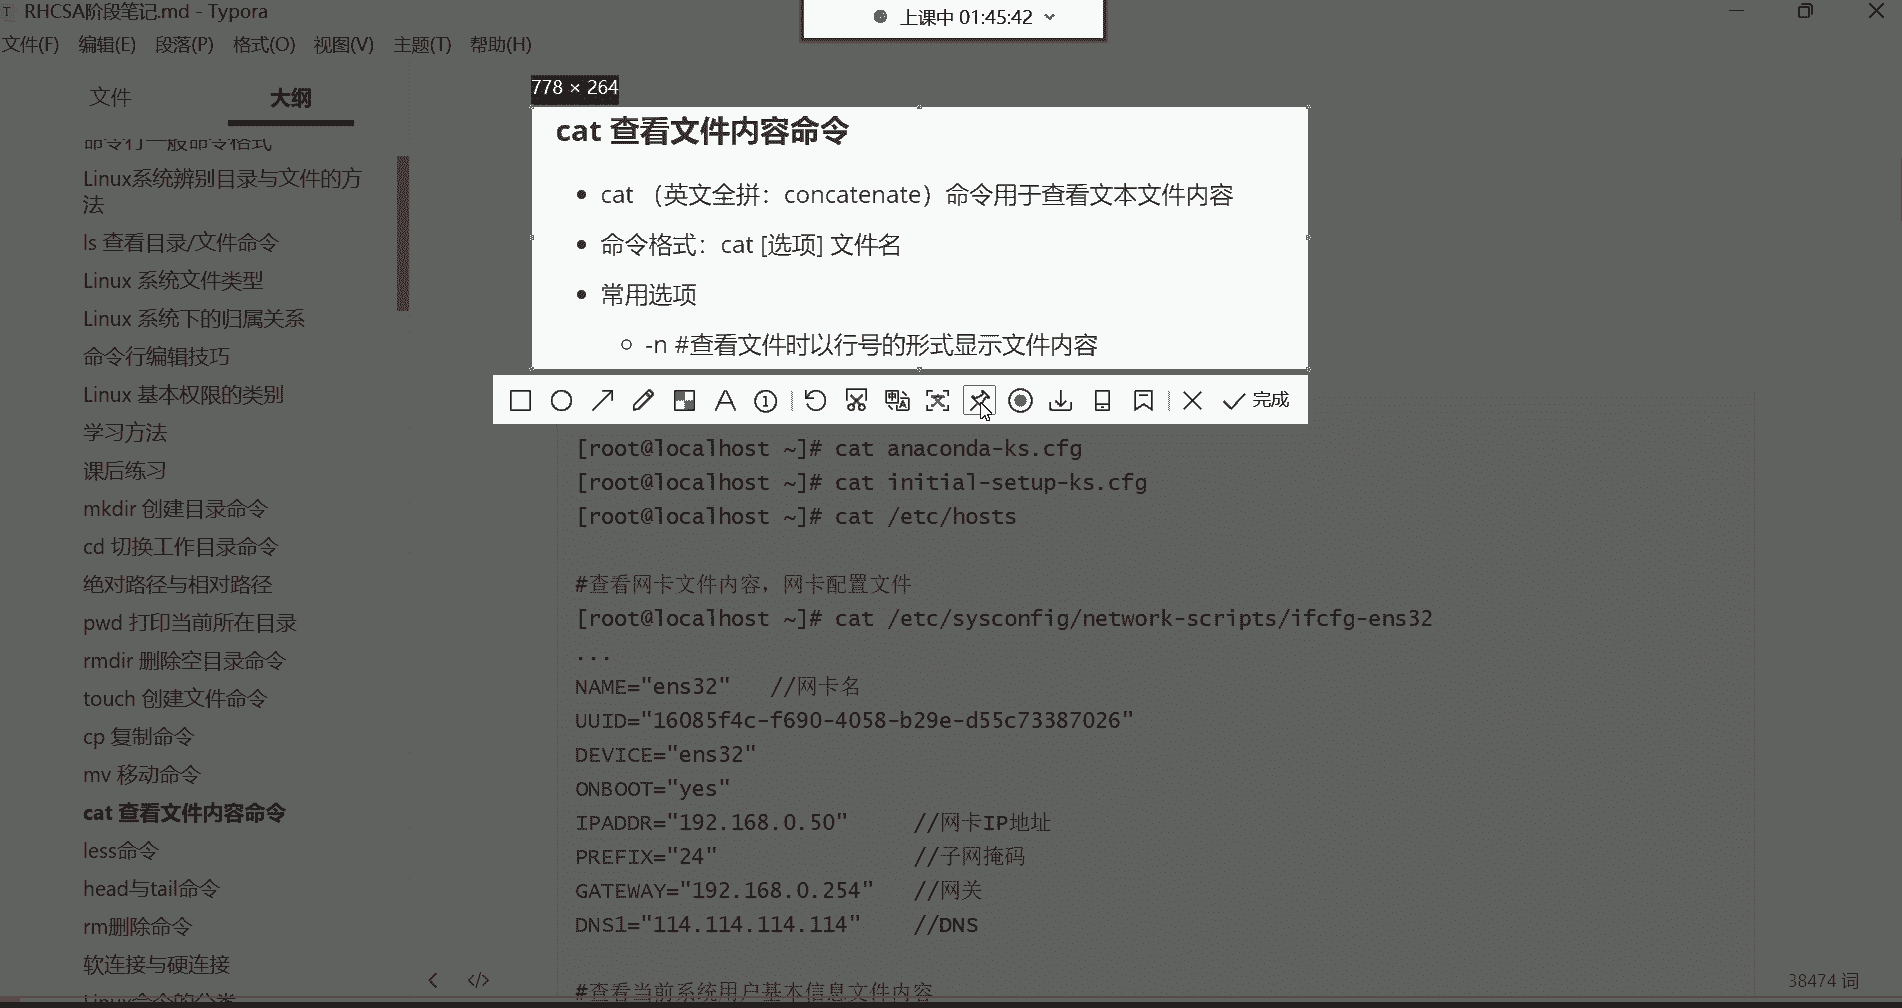 RHCSA阶段笔记.md - Typora
上课中 01:45:42
文件(F) 编辑(E) 段落(P) 格式(O) 视图(V) 主题(T) 帮助(H)
文件 大纲
命令行一般命令格式
Linux系统辨别目录与文件的方
法
ls 查看目录/文件命令
Linux 系统文件类型
Linux 系统下的归属关系
命令行编辑技巧
Linux 基本权限的类别
学习方法
课后练习
mkdir 创建目录命令
cd 切换工作目录命令
绝对路径与相对路径
pwd 打印当前所在目录
rmdir 删除空目录命令
touch 创建文件命令
cp 复制命令
mv 移动命令
cat 查看文件内容命令
less命令
head与tail命令
rm删除命令
软连接与硬连接
Linux命令的分类
778 × 264
cat 查看文件内容命令
cat （英文全拼：concatenate）命令用于查看文本文件内容
命令格式：cat [选项] 文件名
常用选项
-n #查看文件时以行号的形式显示文件内容
完成
[root@localhost ~]# cat anaconda-ks.cfg
[root@localhost ~]# cat initial-setup-ks.cfg
[root@localhost ~]# cat /etc/hosts
#查看网卡文件内容，网卡配置文件
[root@localhost ~]# cat /etc/sysconfig/network-scripts/ifcfg-ens32
...
NAME="ens32" //网卡名
UUID="16085f4c-f690-4058-b29e-d55c73387026"
DEVICE="ens32"
ONBOOT="yes"
IPADDR="192.168.0.50" //网卡IP地址
PREFIX="24" //子网掩码
GATEWAY="192.168.0.254" //网关
DNS1="114.114.114.114" //DNS
#查看当前系统用户基本信息文件内容
38474 词